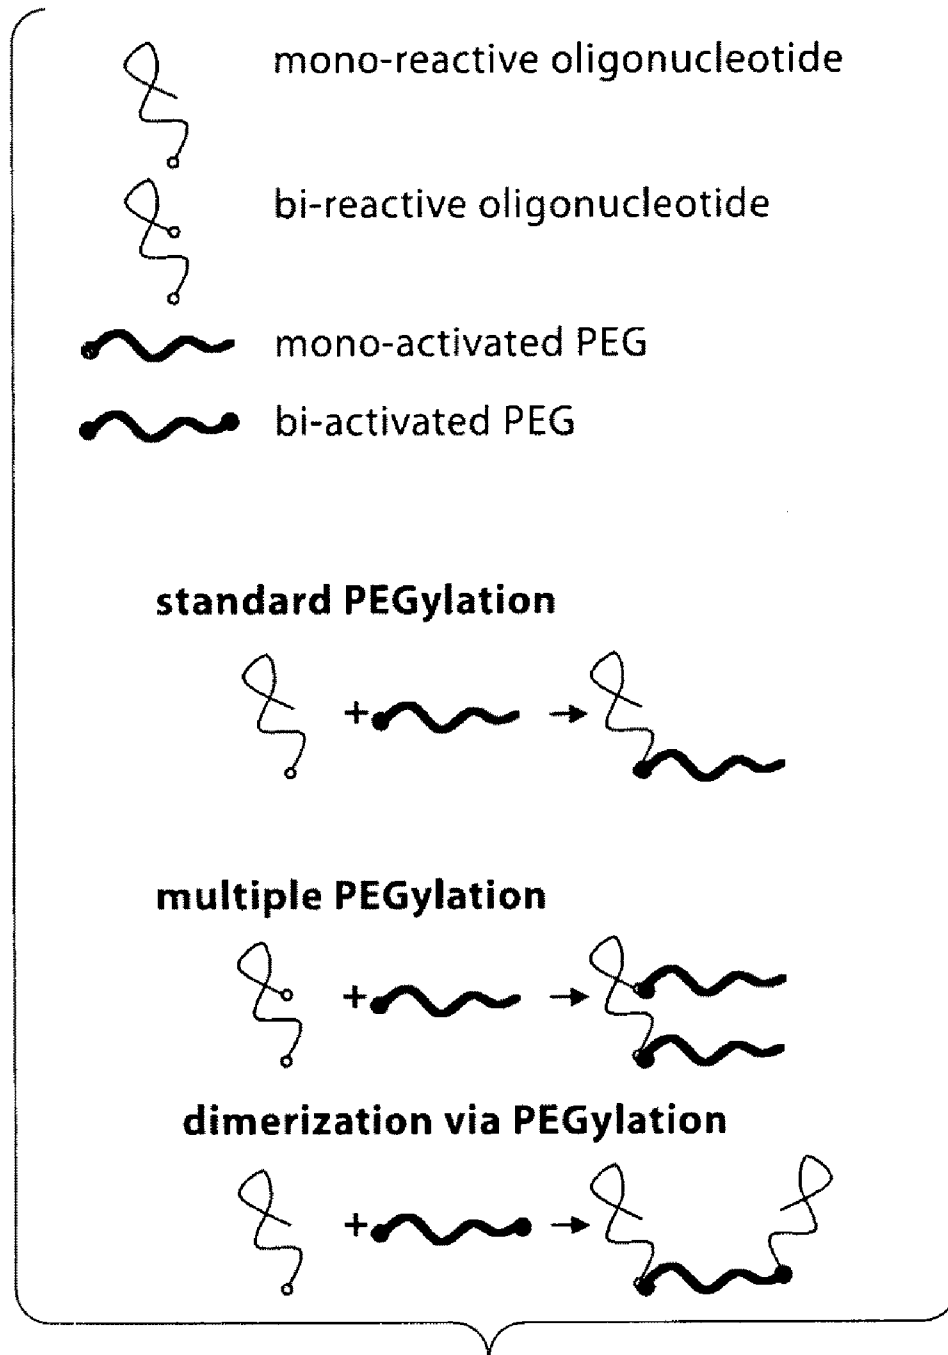 mono-reactive oligonucleotide
bi-reactive oligonucleotide
mono-activated PEG
bi-activated PEG
standard PEGylation
+
multiple PEGylation
+
dimerization via PEGylation
+